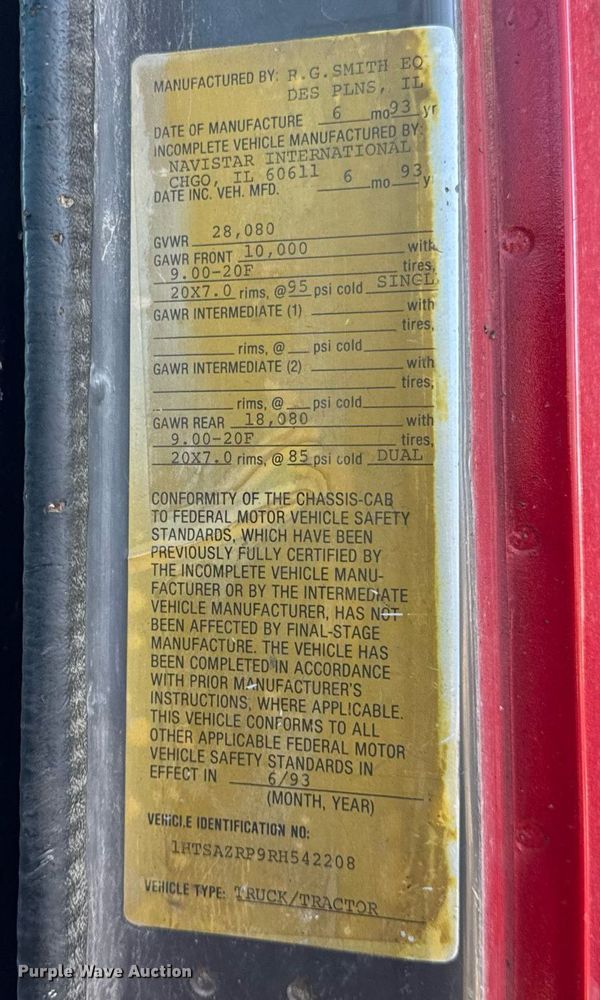 MANUFACTURED BY: R.G.SMITH EQ
DES PLNS, IL
DATE OF MANUFACTURE 6 mo 93 yr
INCOMPLETE VEHICLE MANUFACTURED BY:
NAVISTAR INTERNATIONAL
CHGO, IL 60611
DATE INC. VEH. MFD. 6 mo 93 y
GVWR 28,080
GAWR FRONT 10,000 with
9.00-20F tires,
20X7.0 rims, @ 95 psi cold SINGL
GAWR INTERMEDIATE (1) with
tires,
rims, @ psi cold
GAWR INTERMEDIATE (2) with
tires,
rims, @ psi cold
GAWR REAR 18,080 with
9.00-20F tires,
20X7.0 rims, @ 85 psi cold DUAL
CONFORMITY OF THE CHASSIS-CAB
TO FEDERAL MOTOR VEHICLE SAFETY
STANDARDS, WHICH HAVE BEEN
PREVIOUSLY FULLY CERTIFIED BY
THE INCOMPLETE VEHICLE MANU-
FACTURER OR BY THE INTERMEDIATE
VEHICLE MANUFACTURER, HAS NOT
BEEN AFFECTED BY FINAL-STAGE
MANUFACTURE. THE VEHICLE HAS
BEEN COMPLETED IN ACCORDANCE
WITH PRIOR MANUFACTURER'S
INSTRUCTIONS, WHERE APPLICABLE.
THIS VEHICLE CONFORMS TO ALL
OTHER APPLICABLE FEDERAL MOTOR
VEHICLE SAFETY STANDARDS IN
EFFECT IN 6/93
(MONTH, YEAR)
VEHICLE IDENTIFICATION NO:
1HTSAZRP9RH542208
VEHICLE TYPE: TRUCK/TRACTOR
Purple Wave Auction